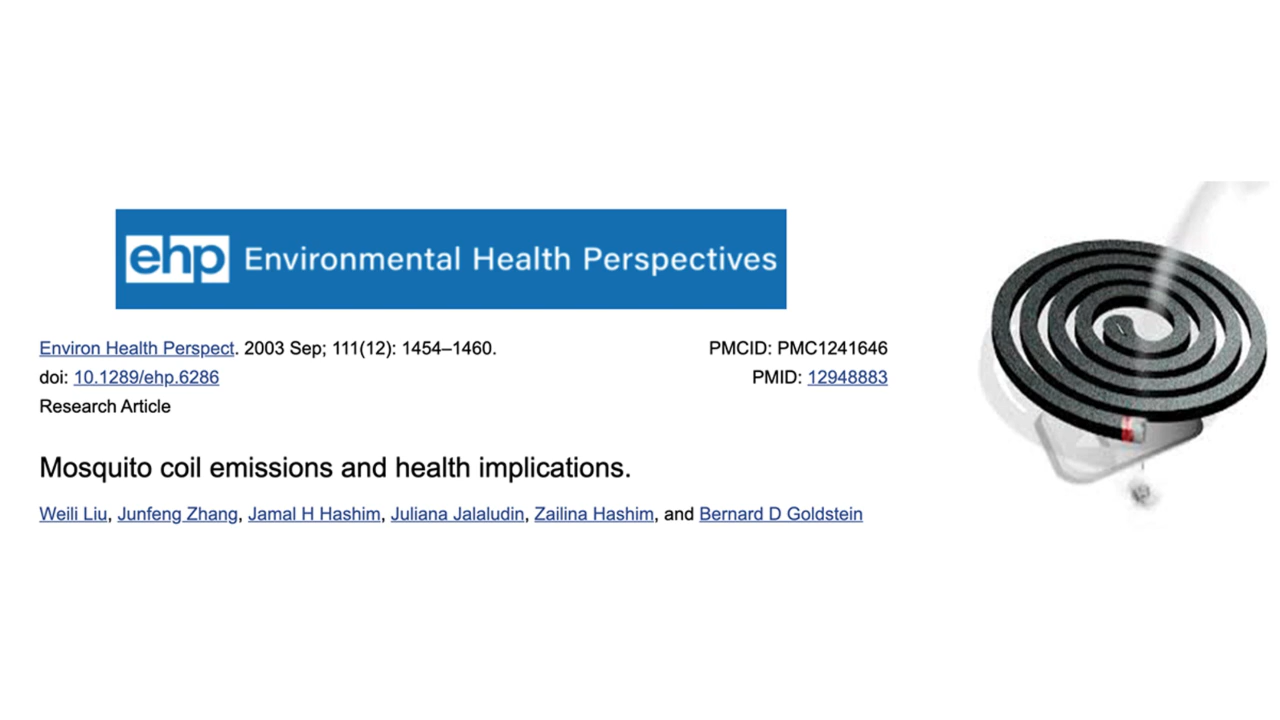 ehp Environmental Health Perspectives
Environ Health Perspect. 2003 Sep; 111(12): 1454–1460. PMCID: PMC1241646
doi: 10.1289/ehp.6286 PMID: 12948883
Research Article
Mosquito coil emissions and health implications.
Weili Liu, Junfeng Zhang, Jamal H Hashim, Juliana Jalaludin, Zailina Hashim, and Bernard D Goldstein